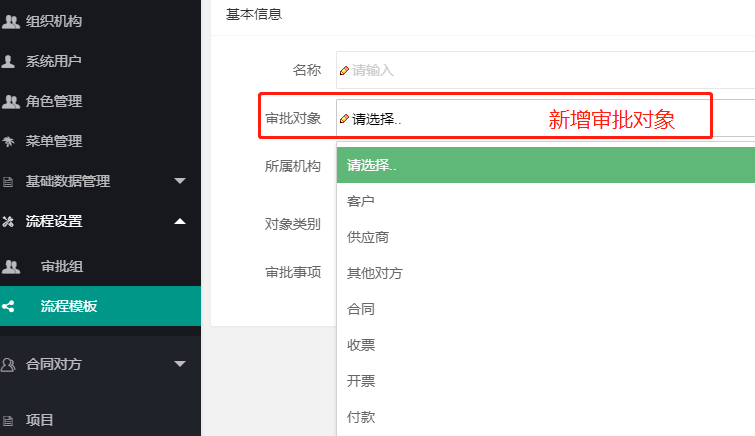 组织机构
系统用户
角色管理
菜单管理
基础数据管理
流程设置
审批组
流程模板
合同对方
项目
基本信息
名称 请输入
审批对象 请选择.. 新增审批对象
所属机构
对象类别
审批事项
请选择..
客户
供应商
其他对方
合同
收票
开票
付款